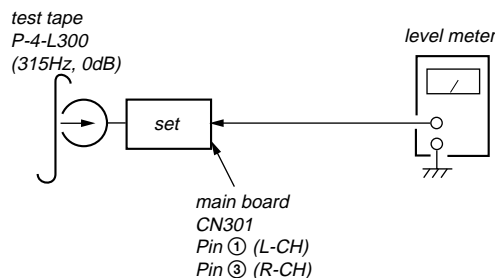 test tape
P-4-L300
(315Hz, 0dB)
level meter
set
main board
CN301
Pin ① (L-CH)
Pin ③ (R-CH)